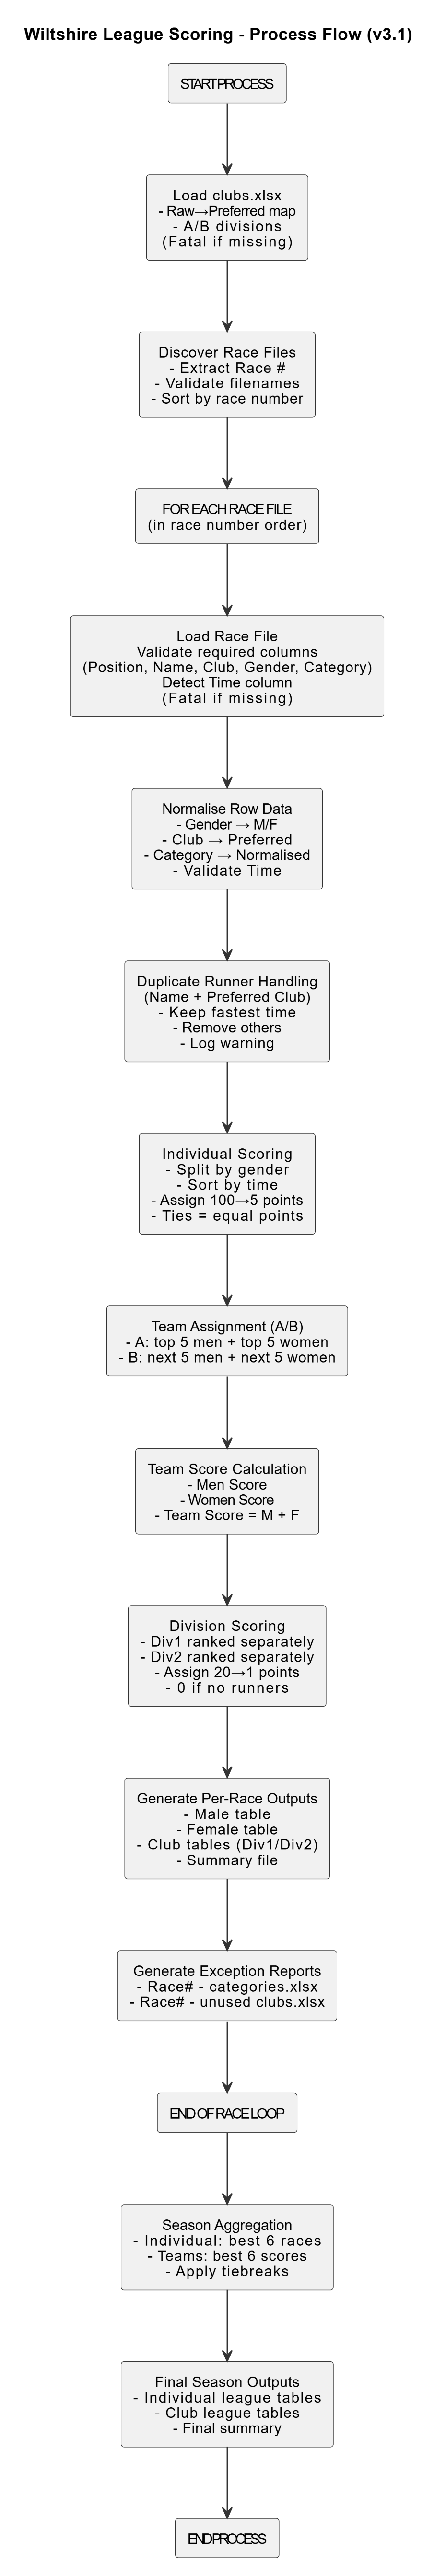 Wiltshire League Scoring - Process Flow (v3.1)
START PROCESS
Load clubs.xlsx
- Raw→Preferred map
- A/B divisions
(Fatal if missing)
Discover Race Files
- Extract Race #
- Validate filenames
- Sort by race number
FOR EACH RACE FILE
(in race number order)
Load Race File
Validate required columns
(Position, Name, Club, Gender, Category)
Detect Time column
(Fatal if missing)
Normalise Row Data
- Gender → M/F
- Club → Preferred
- Category → Normalised
- Validate Time
Duplicate Runner Handling
(Name + Preferred Club)
- Keep fastest time
- Remove others
- Log warning
Individual Scoring
- Split by gender
- Sort by time
- Assign 100→5 points
- Ties = equal points
Team Assignment (A/B)
- A: top 5 men + top 5 women
- B: next 5 men + next 5 women
Team Score Calculation
- Men Score
- Women Score
- Team Score = M + F
Division Scoring
- Div1 ranked separately
- Div2 ranked separately
- Assign 20→1 points
- 0 if no runners
Generate Per-Race Outputs
- Male table
- Female table
- Club tables (Div1/Div2)
- Summary file
Generate Exception Reports
- Race# - categories.xlsx
- Race# - unused clubs.xlsx
END OF RACE LOOP
Season Aggregation
- Individual: best 6 races
- Teams: best 6 scores
- Apply tiebreaks
Final Season Outputs
- Individual league tables
- Club league tables
- Final summary
END PROCESS